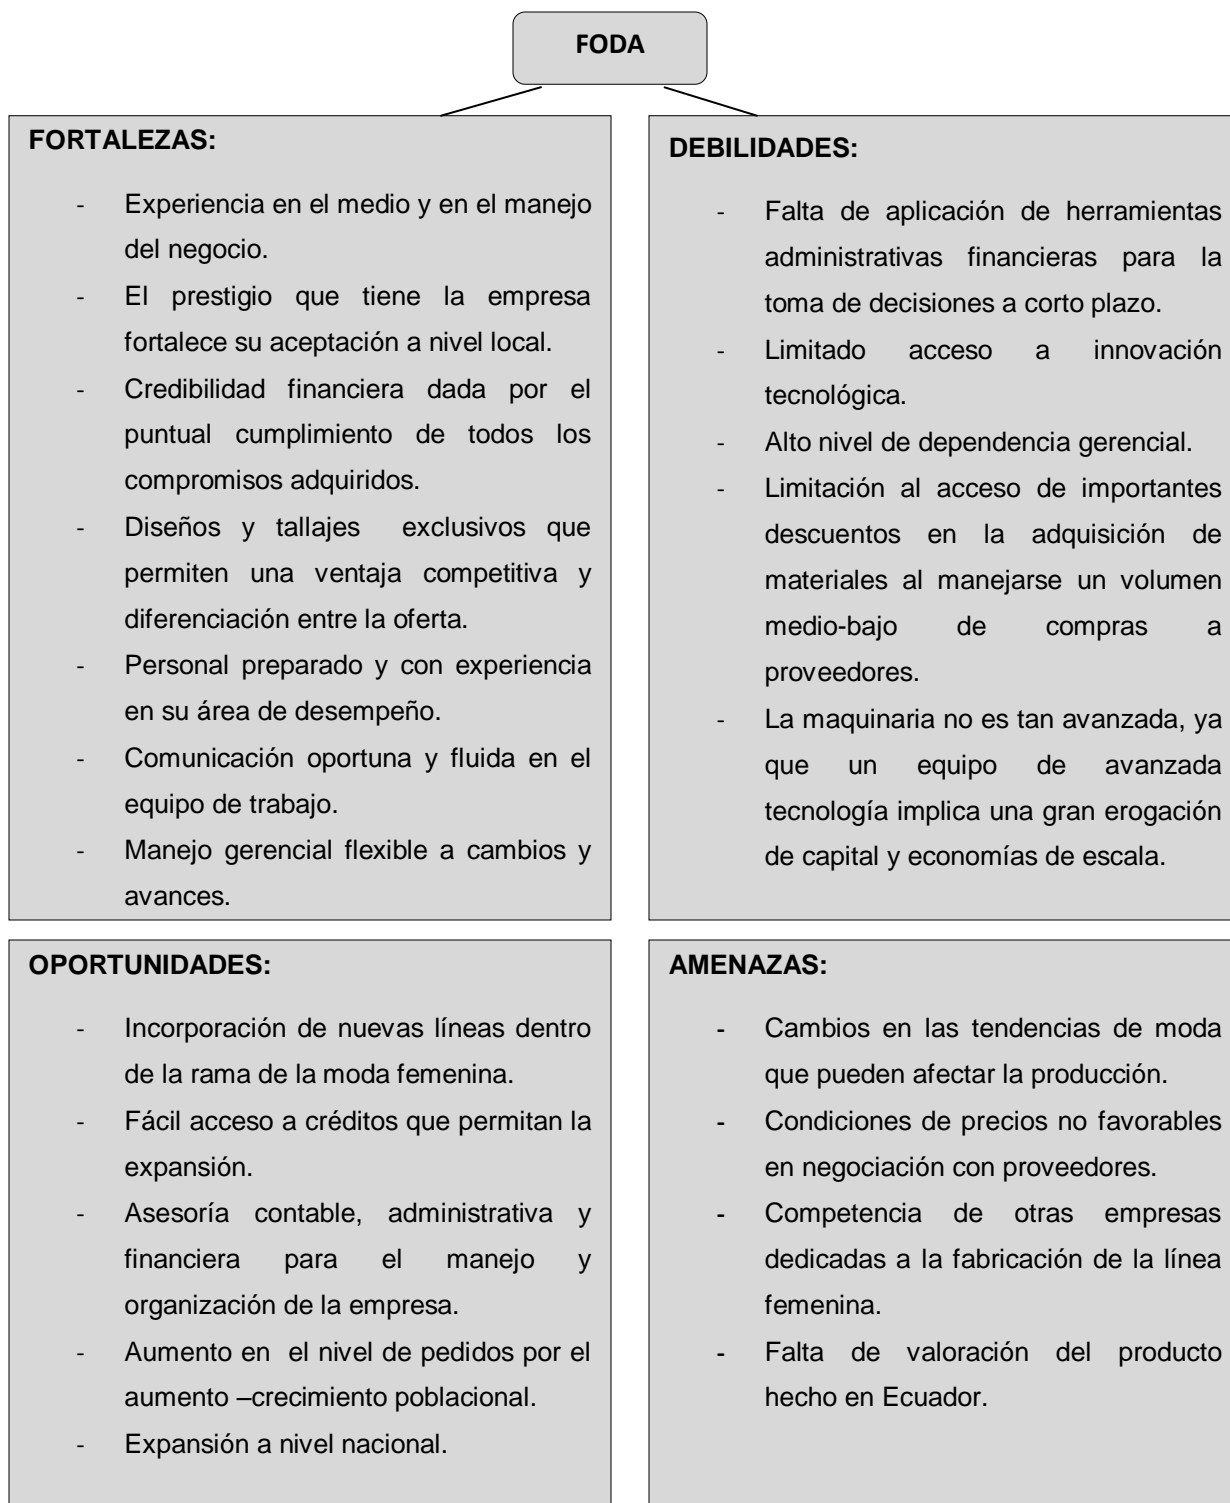 FODA
FORTALEZAS:
- Experiencia en el medio y en el manejo
del negocio.
- El prestigio que tiene la empresa
fortalece su aceptación a nivel local.
- Credibilidad financiera dada por el
puntual cumplimiento de todos los
compromisos adquiridos.
- Diseños y tallajes exclusivos que
permiten una ventaja competitiva y
diferenciación entre la oferta.
- Personal preparado y con experiencia
en su área de desempeño.
- Comunicación oportuna y fluida en el
equipo de trabajo.
- Manejo gerencial flexible a cambios y
avances.
DEBILIDADES:
- Falta de aplicación de herramientas
administrativas financieras para la
toma de decisiones a corto plazo.
- Limitado acceso a innovación
tecnológica.
- Alto nivel de dependencia gerencial.
- Limitación al acceso de importantes
descuentos en la adquisición de
materiales al manejarse un volumen
medio-bajo de compras a
proveedores.
- La maquinaria no es tan avanzada, ya
que un equipo de avanzada
tecnología implica una gran erogación
de capital y economías de escala.
OPORTUNIDADES:
- Incorporación de nuevas líneas dentro
de la rama de la moda femenina.
- Fácil acceso a créditos que permitan la
expansión.
- Asesoría contable, administrativa y
financiera para el manejo y
organización de la empresa.
- Aumento en el nivel de pedidos por el
aumento –crecimiento poblacional.
- Expansión a nivel nacional.
AMENAZAS:
- Cambios en las tendencias de moda
que pueden afectar la producción.
- Condiciones de precios no favorables
en negociación con proveedores.
- Competencia de otras empresas
dedicadas a la fabricación de la línea
femenina.
- Falta de valoración del producto
hecho en Ecuador.